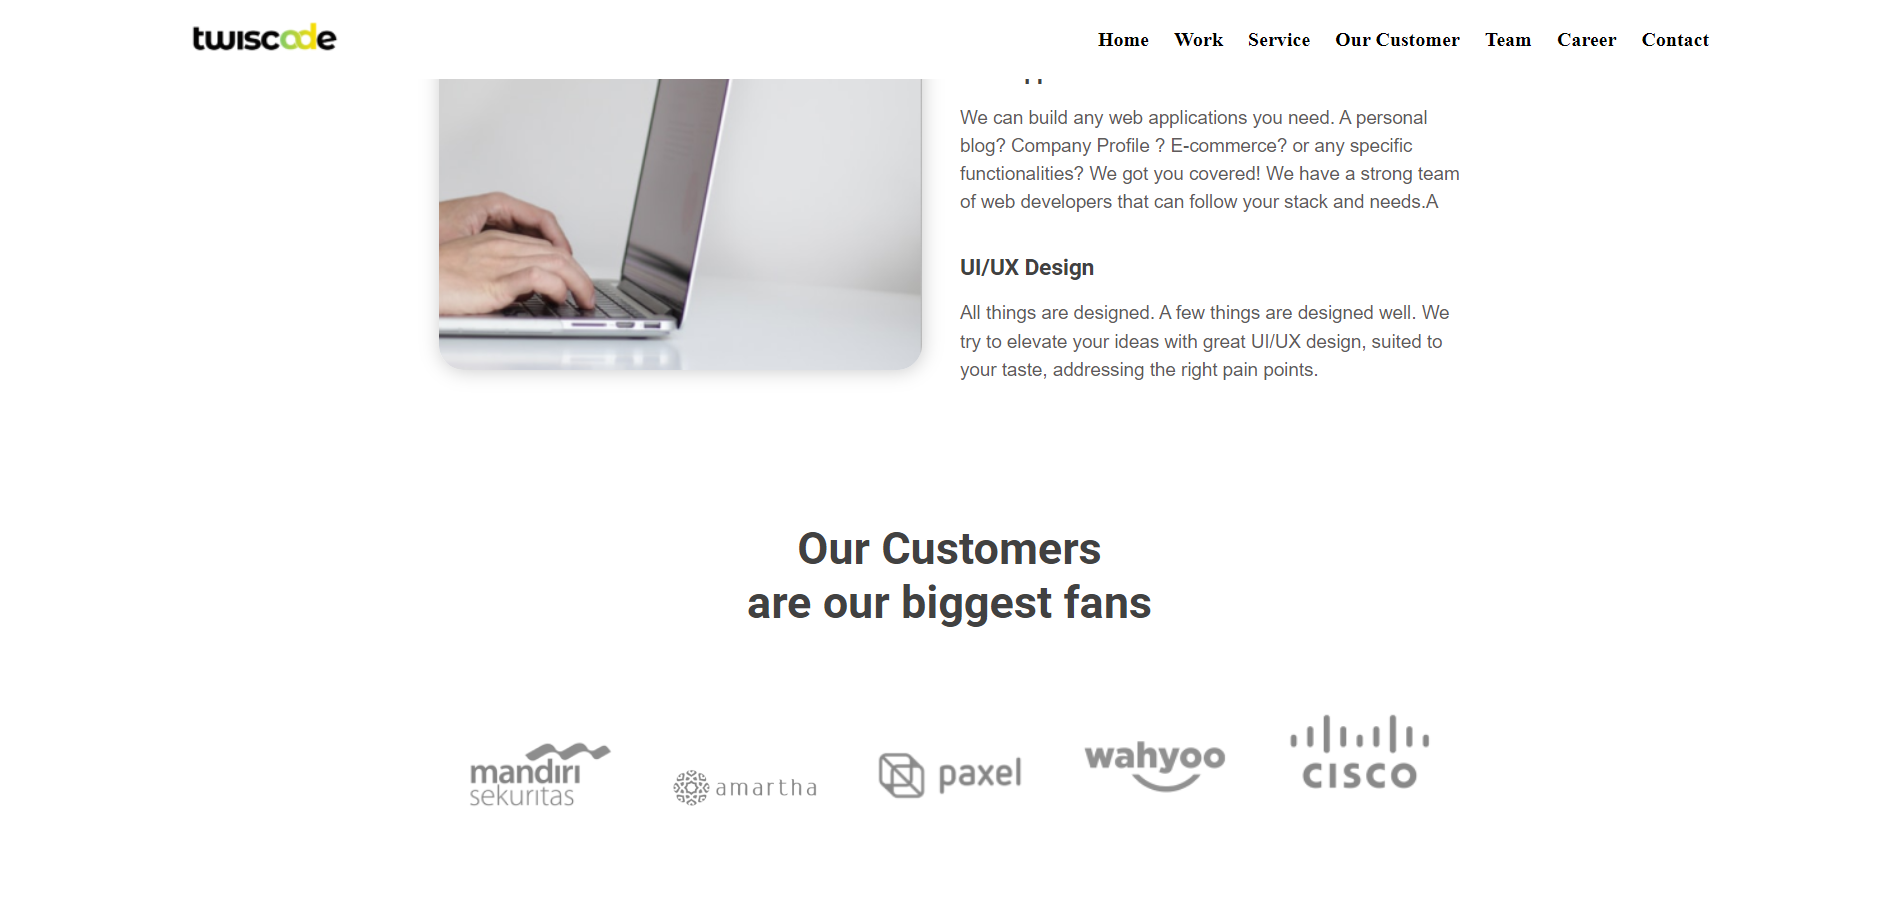 twiscode
Home Work Service Our Customer Team Career Contact
We can build any web applications you need. A personal
blog? Company Profile ? E-commerce? or any specific
functionalities? We got you covered! We have a strong team
of web developers that can follow your stack and needs.A
UI/UX Design
All things are designed. A few things are designed well. We
try to elevate your ideas with great UI/UX design, suited to
your taste, addressing the right pain points.
Our Customers
are our biggest fans
mandırı
sekurıtas
amartha
paxel
wahyoo
CISCO